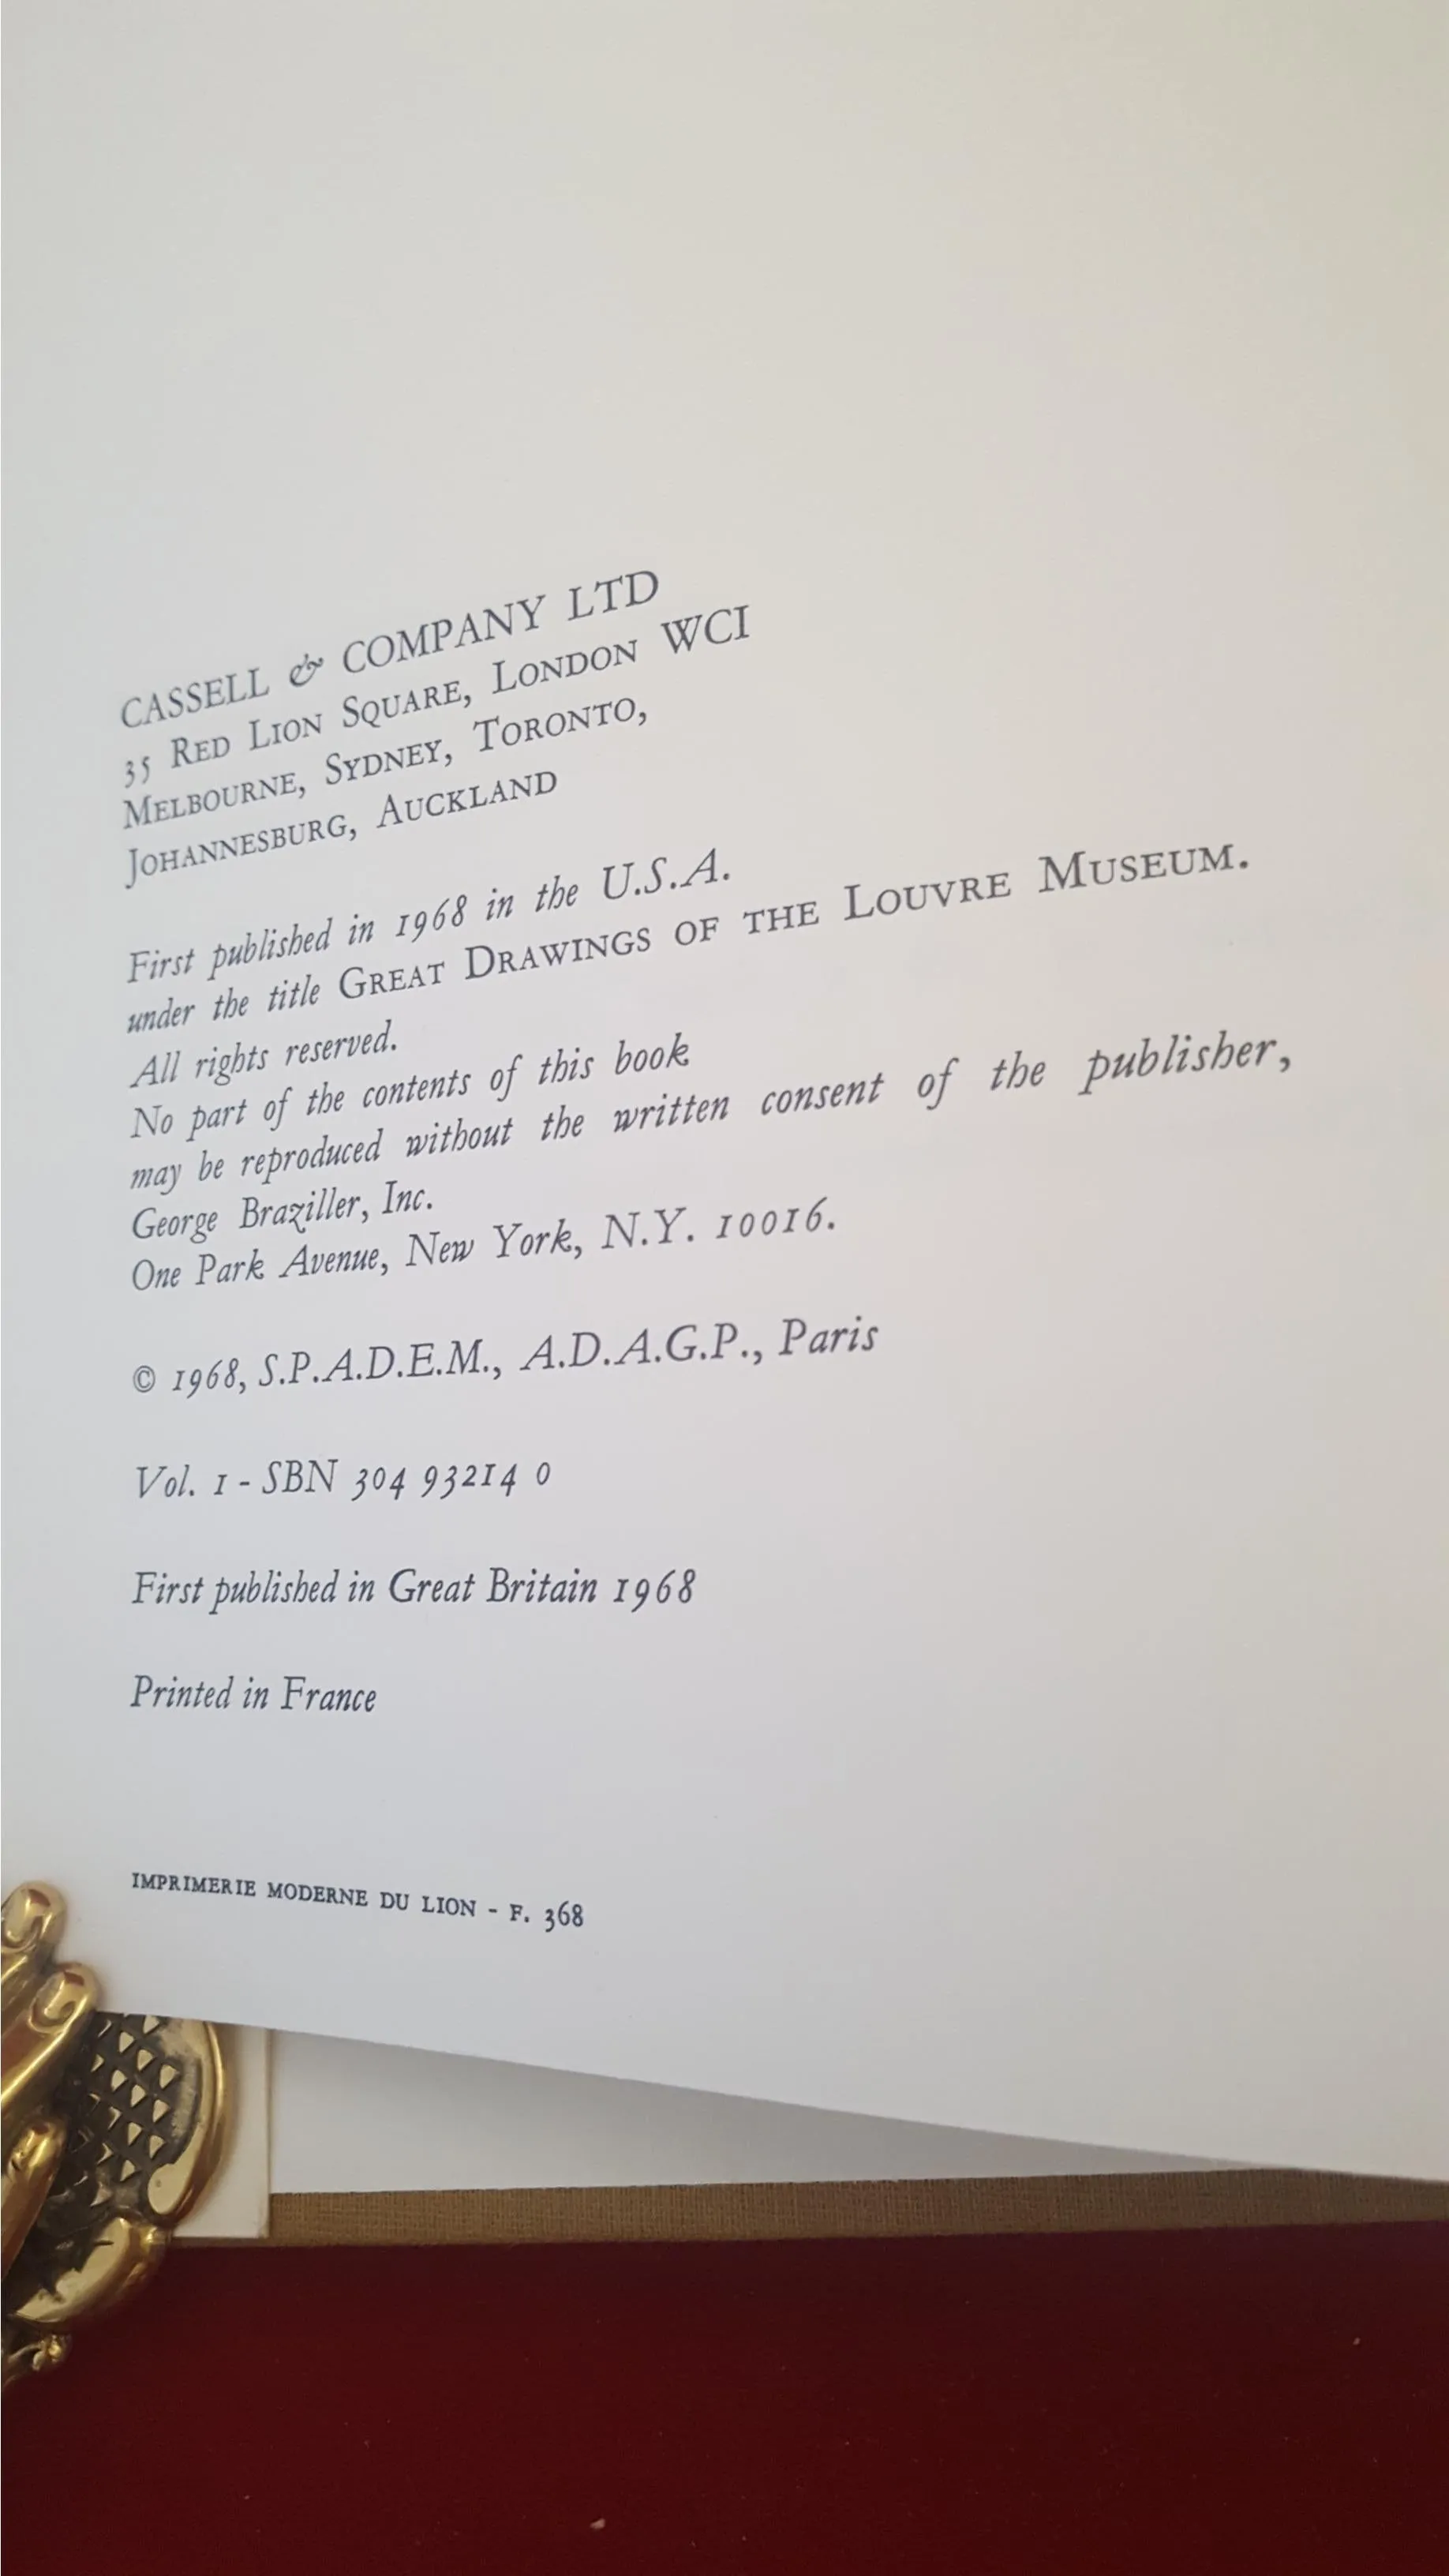 CASSELL & COMPANY LTD
35 RED LION SQUARE, LONDON WCI
MELBOURNE, SYDNEY, TORONTO,
JOHANNESBURG, AUCKLAND
First published in 1968 in the U.S.A.
under the title GREAT DRAWINGS OF THE LOUVRE MUSEUM.
All rights reserved.
No part of the contents of this book
may be reproduced without the written consent of the publisher,
George Braziller, Inc.
One Park Avenue, New York, N.Y. 10016.
© 1968, S.P.A.D.E.M., A.D.A.G.P., Paris
Vol. 1 - SBN 304 93214 0
First published in Great Britain 1968
Printed in France
IMPRIMERIE MODERNE DU LION - F. 368